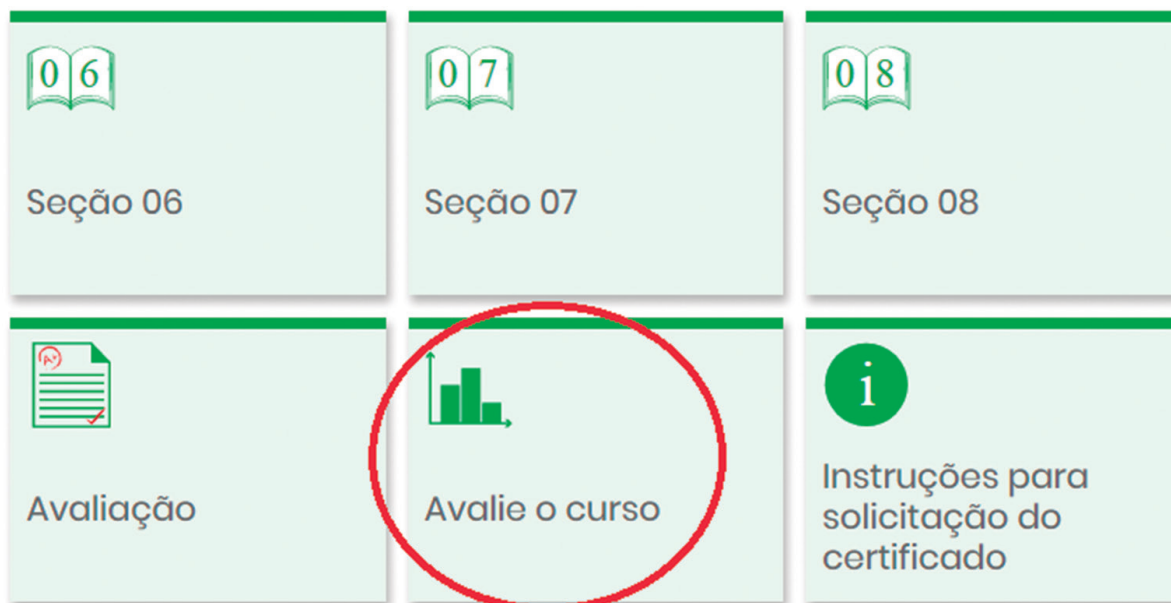 06
07
08
Seção 06
Seção 07
Seção 08
A+
Avaliação
Avalie o curso
i
Instruções para
solicitação do
certificado